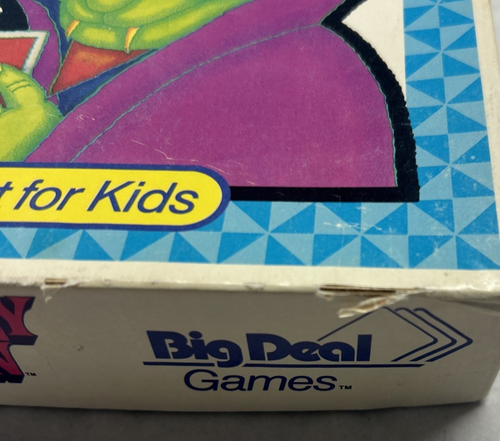 for Kids
Big Deal
Games™